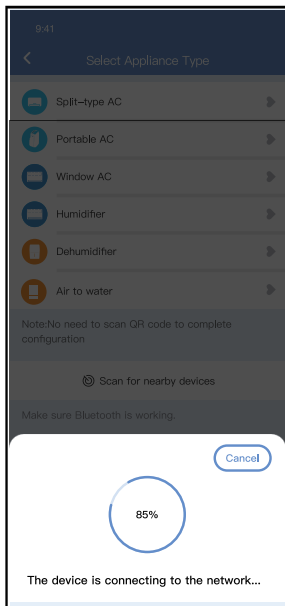 9:41
Select Appliance Type
Split-type AC
Portable AC
Window AC
Humidifier
Dehumidifier
Air to water
Note:No need to scan QR code to complete
configuration
Scan for nearby devices
Make sure Bluetooth is working.
Cancel
85%
The device is connecting to the network...